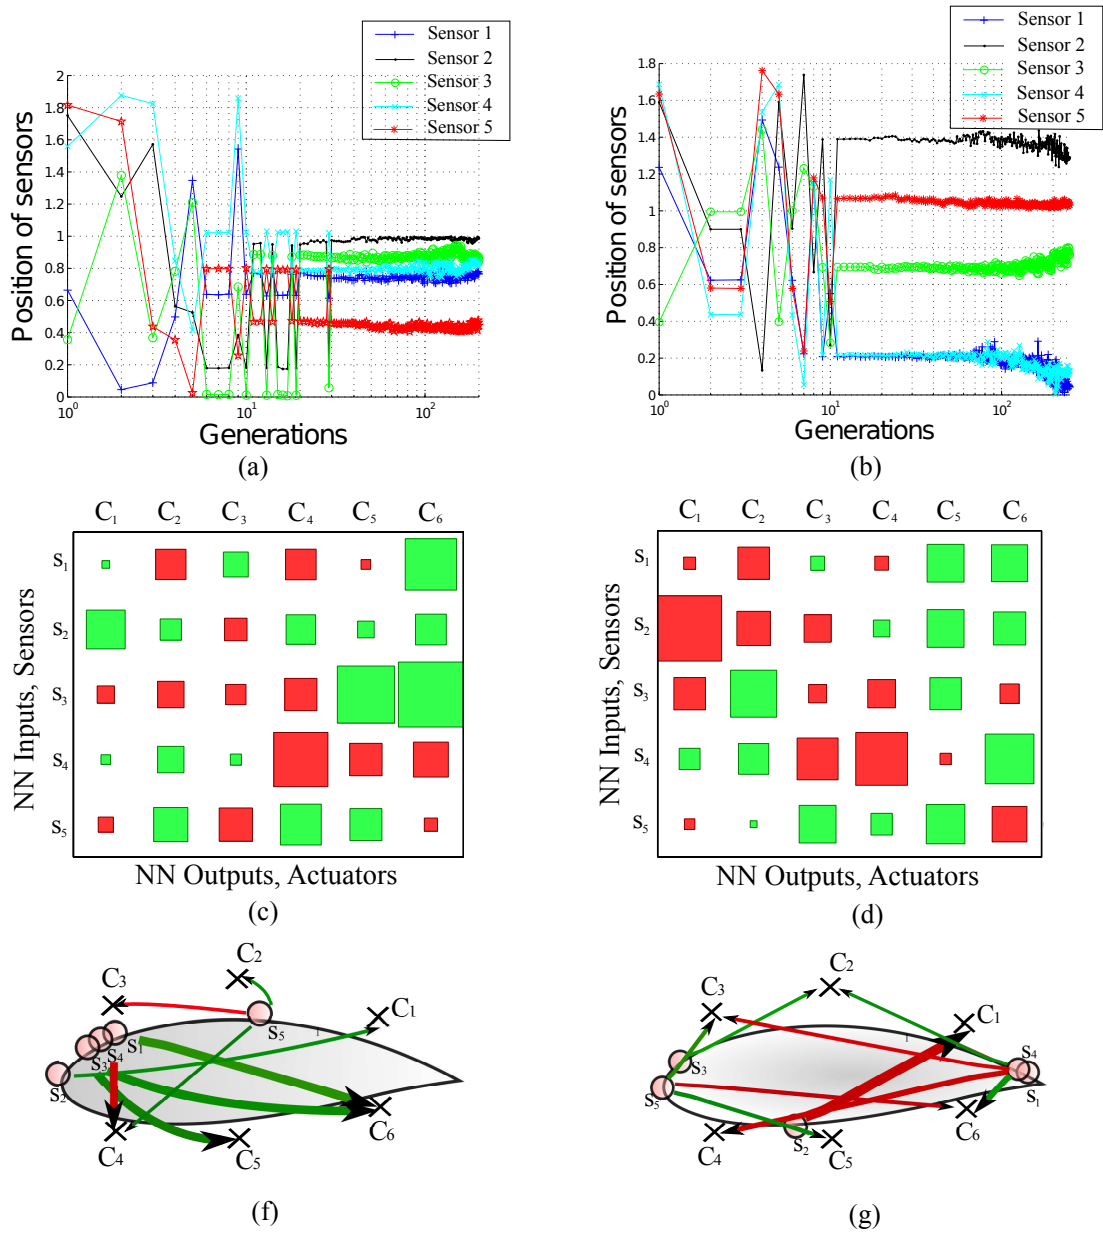 Sensor 1
Sensor 2
Sensor 3
Sensor 4
Sensor 5
Position of sensors
2
1.8
1.6
1.4
1.2
1
0.8
0.6
0.4
0.2
0
10^0
10^1
10^2
Generations
(a)
Sensor 1
Sensor 2
Sensor 3
Sensor 4
Sensor 5
Position of sensors
1.8
1.6
1.4
1.2
1
0.8
0.6
0.4
0.2
0
10^0
10^1
10^2
Generations
(b)
C1 C2 C3 C4 C5 C6
S1
S2
S3
S4
S5
NN Inputs, Sensors
NN Outputs, Actuators
(c)
C1 C2 C3 C4 C5 C6
S1
S2
S3
S4
S5
NN Inputs, Sensors
NN Outputs, Actuators
(d)
C2
C3
C1
S5
1
S1
S4
S3
S2
C4
C5
C6
(f)
C2
C3
C1
1
S4
S3
S5
S1
S2
C4
C5
C6
(g)